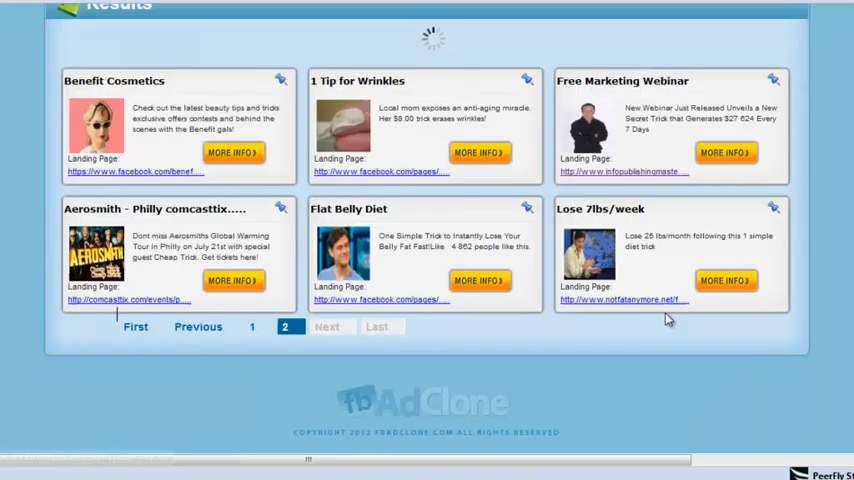 Results
Benefit Cosmetics
Check out the latest beauty tips and tricks
exclusive offers contests and behind the
scenes with the Benefit gals!
Landing Page:
MORE INFO
https://www.facebook.com/benef.....
1 Tip for Wrinkles
Local mom exposes an anti-aging miracle.
Her $8.00 trick erases wrinkles!
Landing Page:
MORE INFO
http://www.facebook.com/pages/.....
Free Marketing Webinar
New Webinar Just Released Unveils a New
Secret Trick that Generates $27 624 Every
7 Days
Landing Page:
MORE INFO
http://www.infopublishingmaste.....
Aerosmith - Philly comcasttix.....
Dont miss Aerosmiths Global Warming
Tour in Philly on July 21st with special
guest Cheap Trick. Get tickets here!
AEROSMITH
Landing Page:
MORE INFO
http://comcasttix.com/events/p.....
Flat Belly Diet
One Simple Trick to Instantly Lose Your
Belly Fat Fast!Like · 4 862 people like this.
Landing Page:
MORE INFO
http://www.facebook.com/pages/.....
Lose 7lbs/week
Lose 25 lbs/month following this 1 simple
diet trick
Landing Page:
MORE INFO
http://www.notfatanymore.net/f.....
First Previous 1 2 Next Last
fbAdClone
COPYRIGHT 2012 FBADCLONE.COM ALL RIGHTS RESERVED
PeerFly St